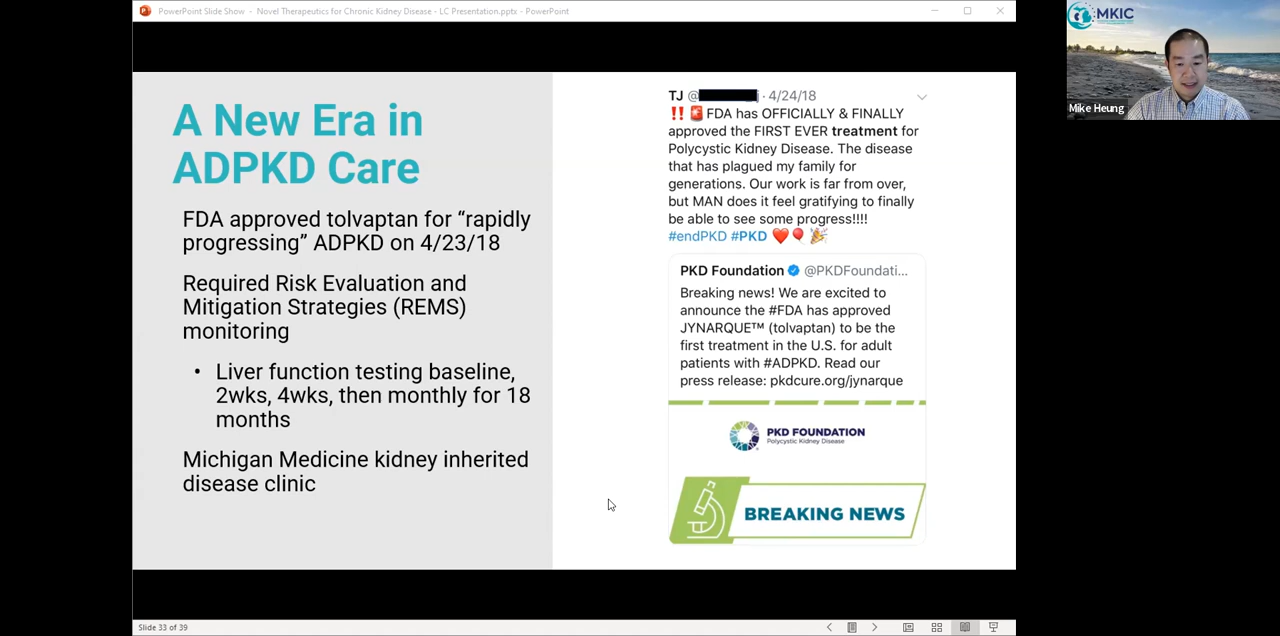 PowerPoint Slide Show - Novel Therapeutics for Chronic Kidney Disease - LC Presentation.pptx - PowerPoint
MKIC
Mike Heung
A New Era in
ADPKD Care
FDA approved tolvaptan for “rapidly
progressing” ADPKD on 4/23/18
Required Risk Evaluation and
Mitigation Strategies (REMS)
monitoring
• Liver function testing baseline,
2wks, 4wks, then monthly for 18
months
Michigan Medicine kidney inherited
disease clinic
TJ @ · 4/24/18
‼️🚨FDA has OFFICIALLY & FINALLY
approved the FIRST EVER treatment for
Polycystic Kidney Disease. The disease
that has plagued my family for
generations. Our work is far from over,
but MAN does it feel gratifying to finally
be able to see some progress!!!!
#endPKD #PKD ❤️🎈🎉
PKD Foundation @PKDFoundati...
Breaking news! We are excited to
announce the #FDA has approved
JYNARQUE™ (tolvaptan) to be the
first treatment in the U.S. for adult
patients with #ADPKD. Read our
press release: pkdcure.org/jynarque
PKD FOUNDATION
Polycystic Kidney Disease
BREAKING NEWS
Slide 33 of 39